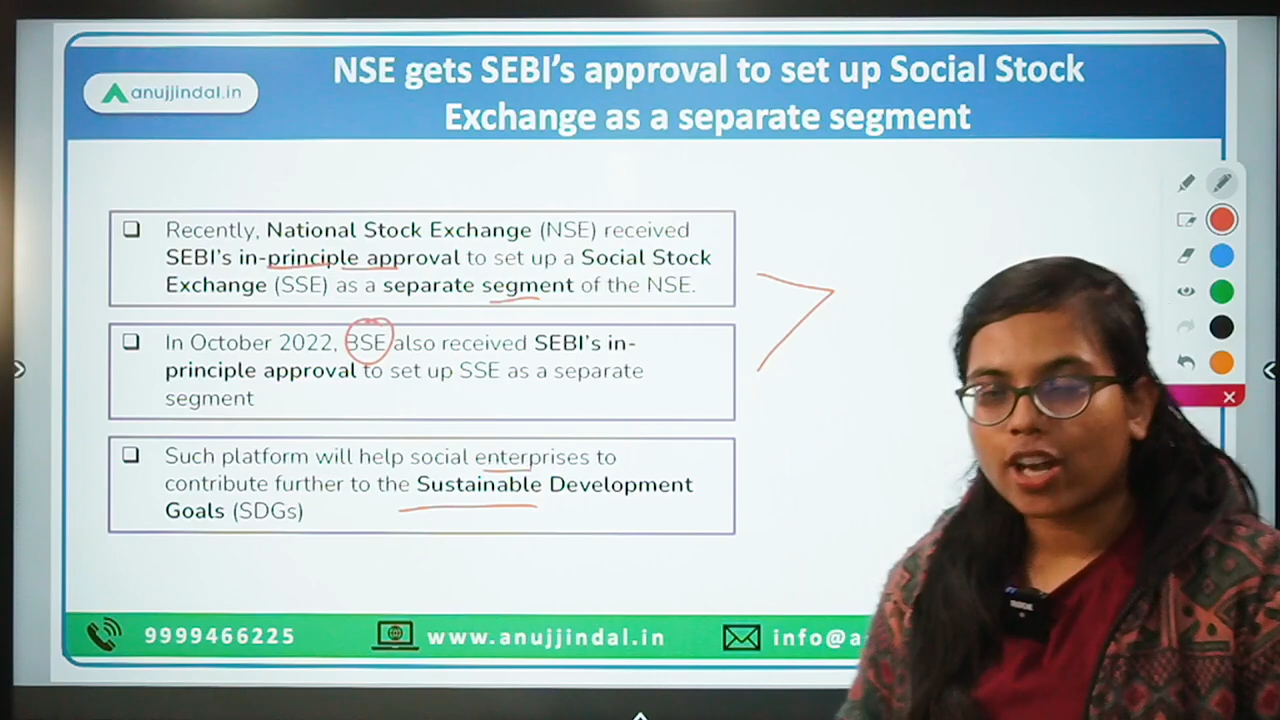 NSE gets SEBI's approval to set up Social Stock
Exchange as a separate segment
anujjindal.in
Recently, National Stock Exchange (NSE) received
SEBI's in-principle approval to set up a Social Stock
Exchange (SSE) as a separate segment of the NSE.
In October 2022, BSE also received SEBI's in-
principle approval to set up SSE as a separate
segment
Such platform will help social enterprises to
contribute further to the Sustainable Development
Goals (SDGs)
9999466225
www.anujjindal.in
info@a